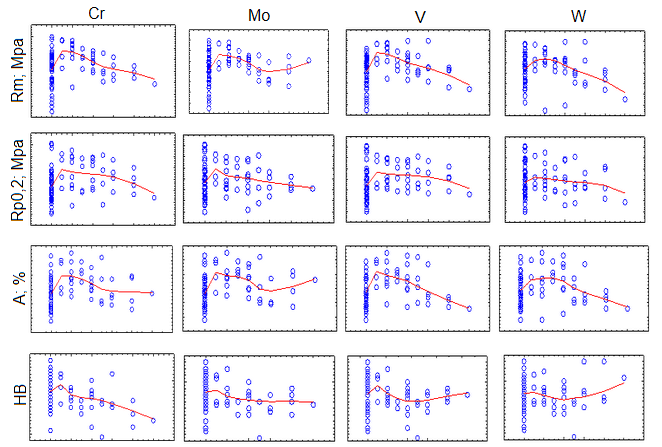 Cr Mo V W
Rm; Mpa
Rp0,2; Mpa
A; %
HB